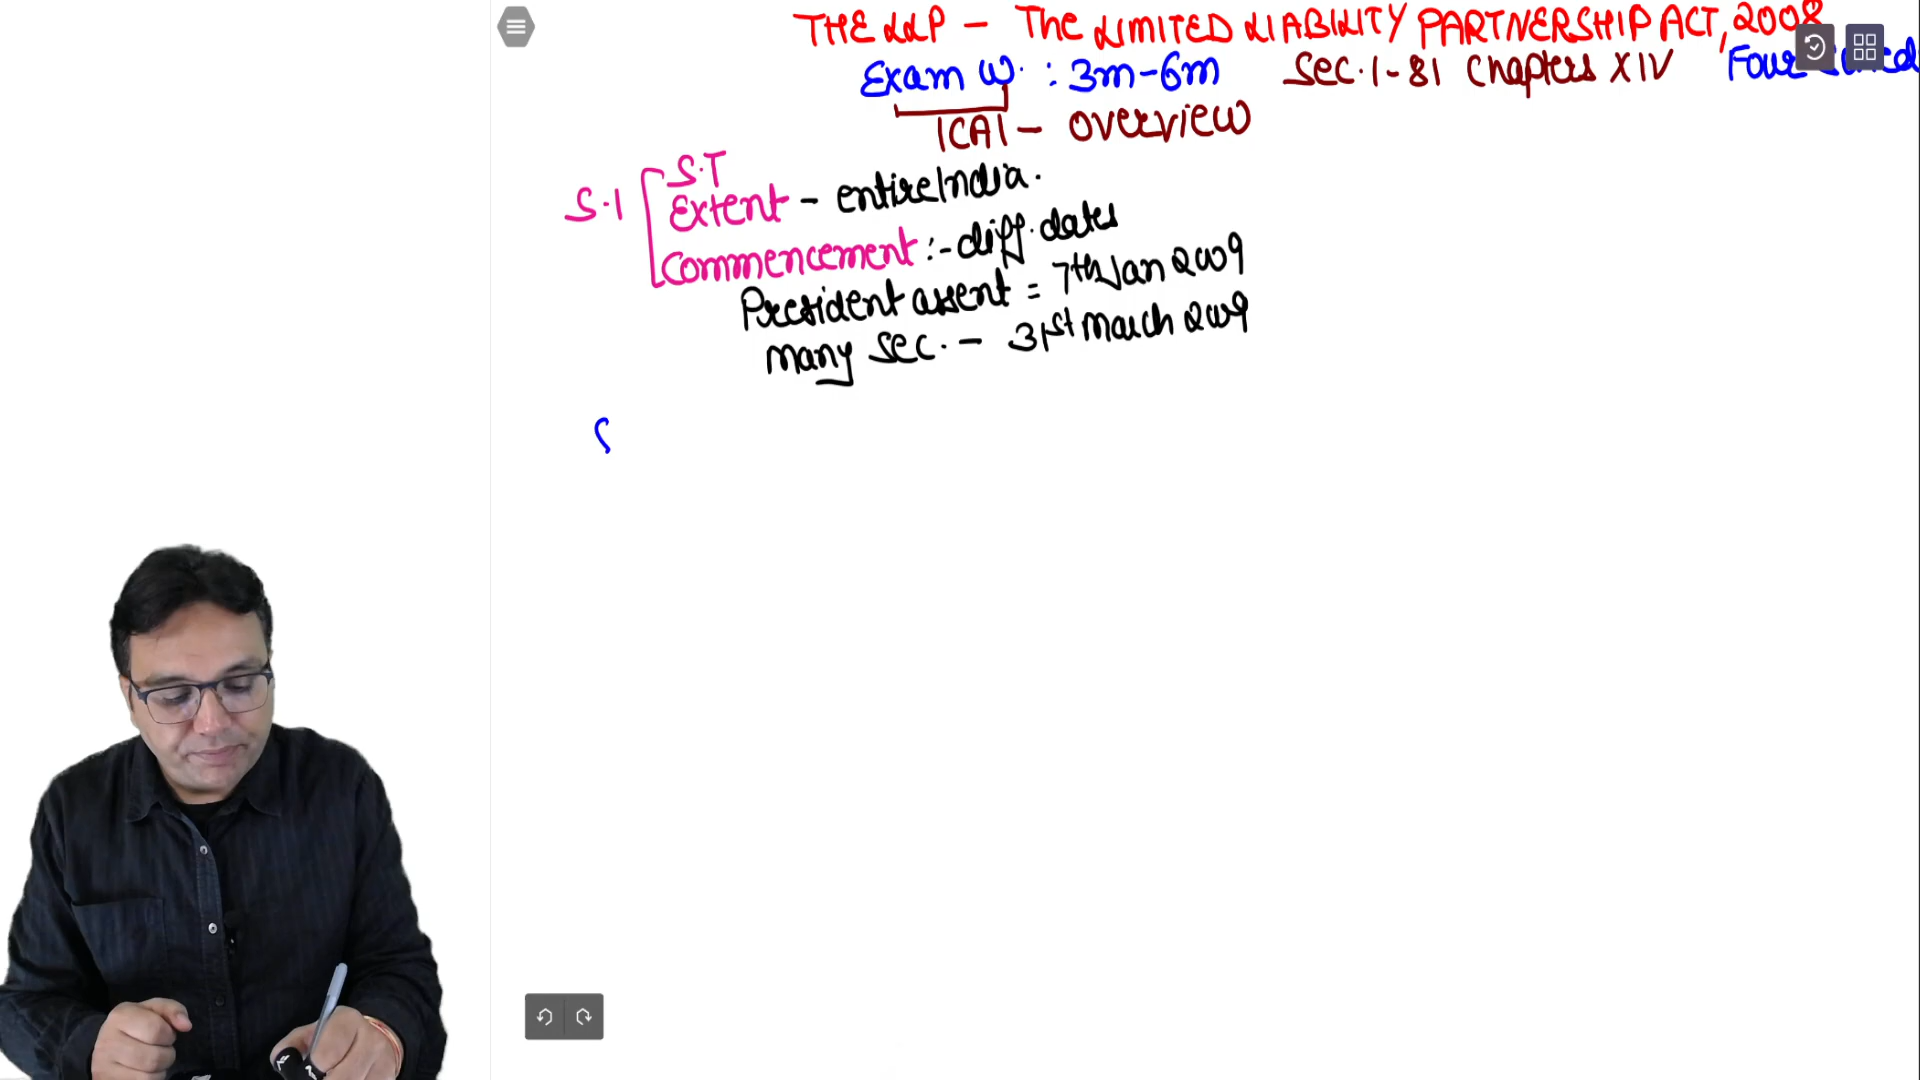 THE LLP – The LIMITED LIABILITY PARTNERSHIP ACT, 2008
Exam W. : 3m-6m Sec.1-81 Chapters XIV Four
ICAI – overview
S.1 S.T
Extent – entire India.
Commencement :- diff. dates
President assent = 7th Jan 2009
many Sec. – 31st March 2009
S